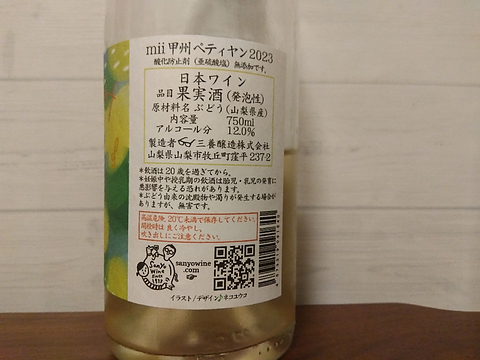 mii 甲州ペティヤン2023
酸化防止剤(亜硫酸塩)無添加です。
日本ワイン
品目 果実酒(発泡性)
原材料名 ぶどう(山梨県産)
内容量 750ml
アルコール分 12.0%
製造者 三養醸造株式会社
山梨県山梨市牧丘町窪平237-2
*飲酒は20歳を過ぎてから。
*妊娠中や授乳期の飲酒は胎児・乳児の発育に
悪影響を与える恐れがあります。
*ぶどう由来の沈殿物や濁りが発生する場合が
ありますが、無害です。
高温危険、20℃未満で保存してください。
開栓時は良く冷やし、
吹き出しにご注意ください。
sanyowine
.com
SANYO
Wine
Since
1933
イラスト/デザイン ネコユウコ